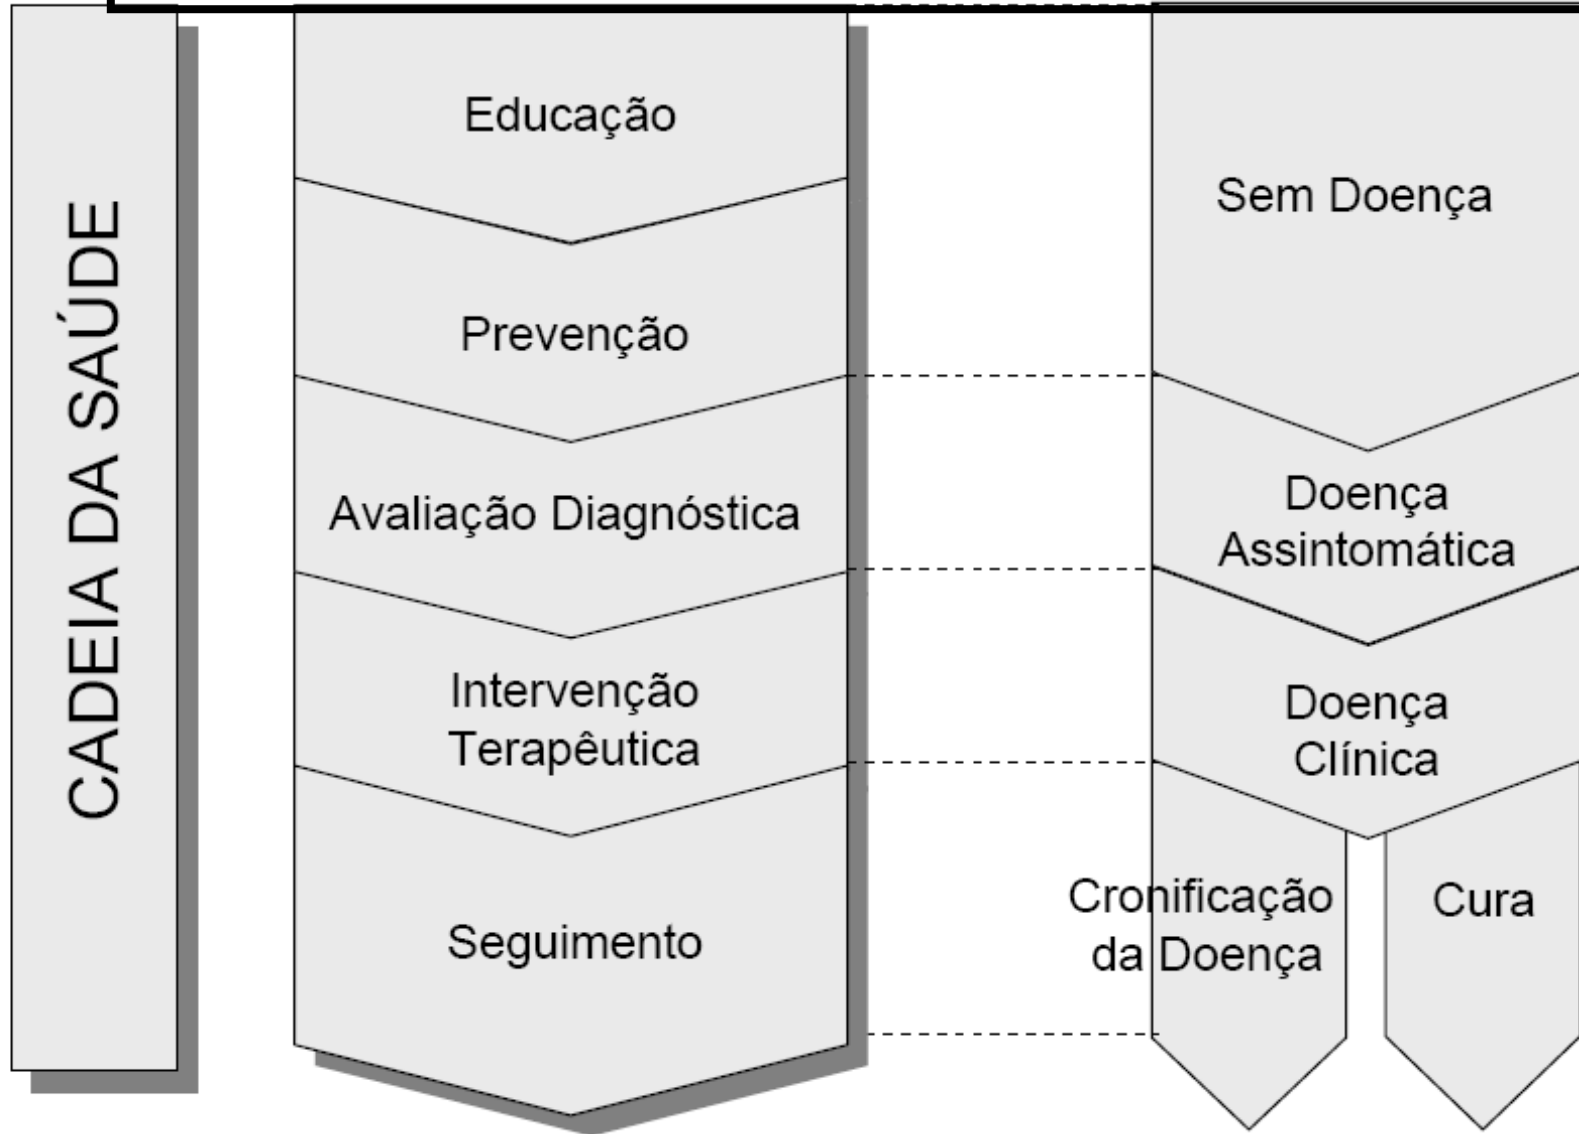 CADEIA DA SAÚDE
Educação
Prevenção
Avaliação Diagnóstica
Intervenção
Terapêutica
Seguimento
Sem Doença
Doença
Assintomática
Doença
Clínica
Cronificação
da Doença
Cura